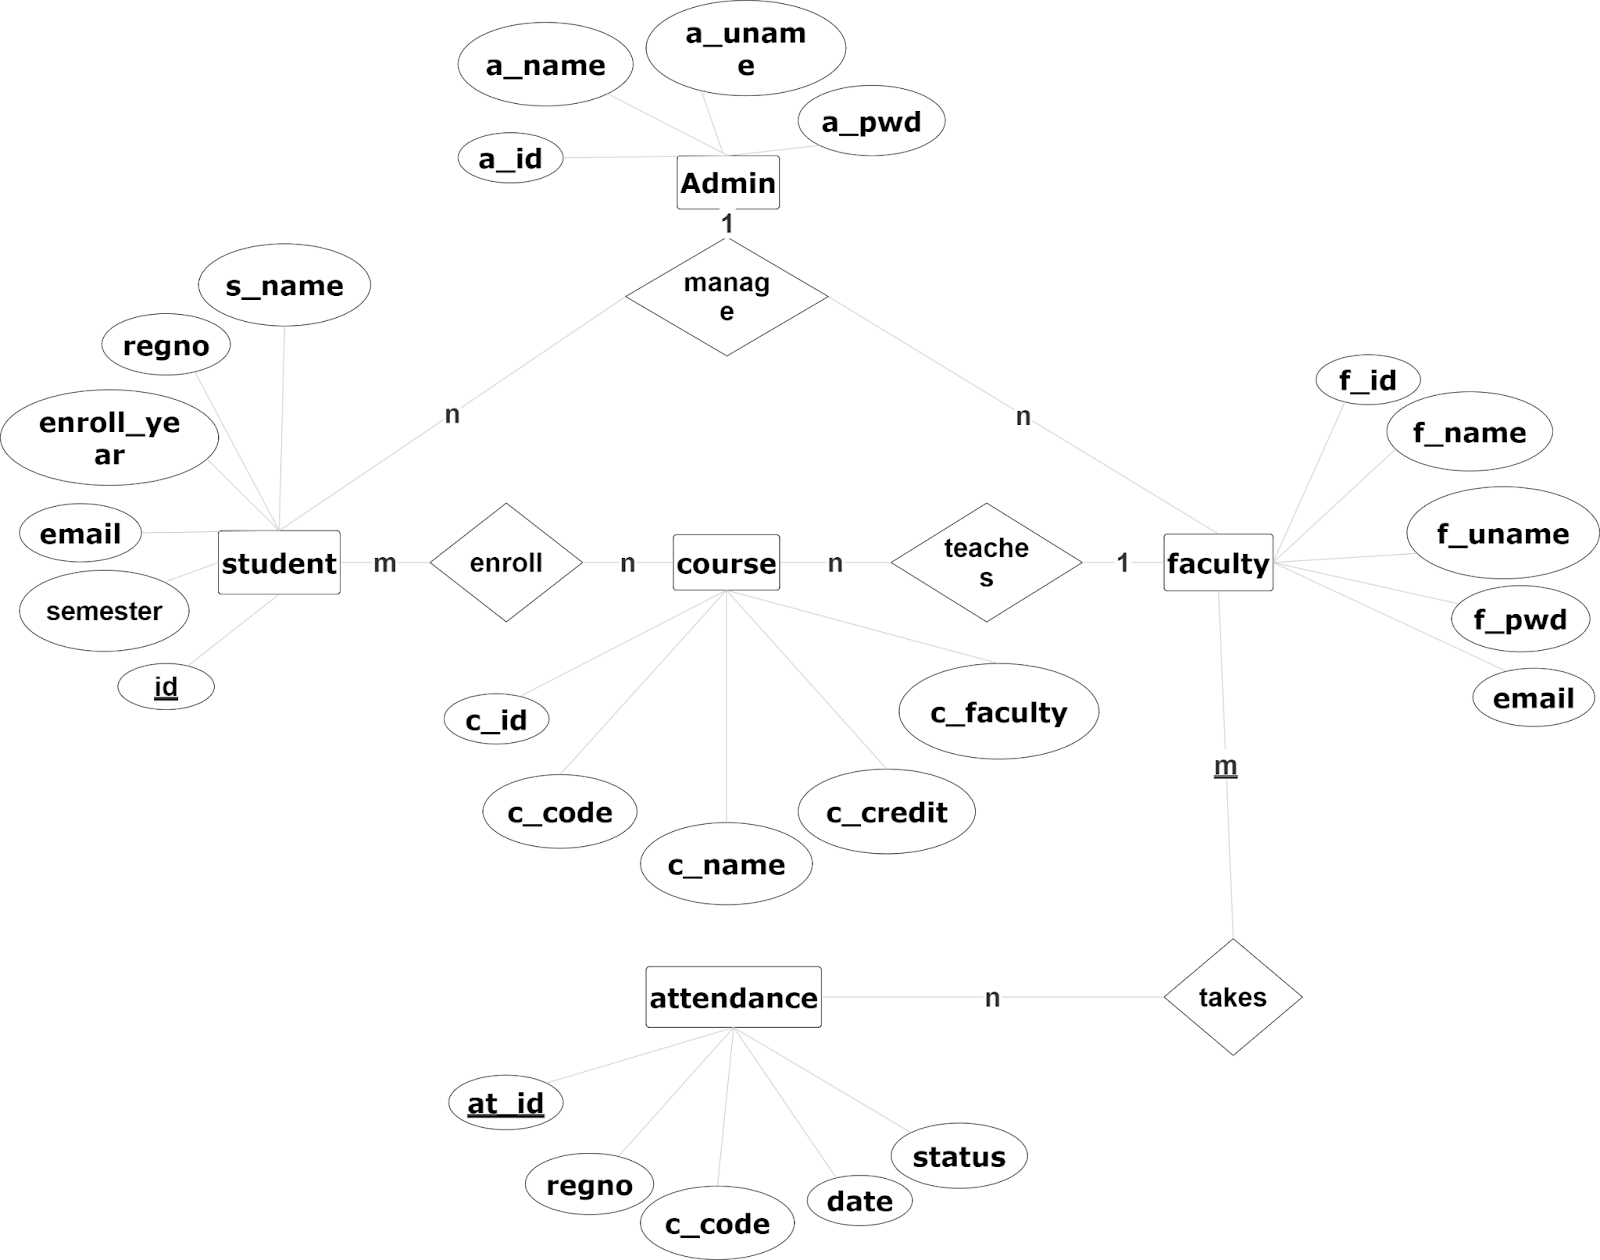 a_unam
e
a_name
a_pwd
a_id
Admin
1
manag
e
s_name
regno
enroll_ye
ar
n
n
f_id
f_name
email
student
m
enroll
n
course
n
teache
s
1
faculty
f_uname
semester
f_pwd
id
email
c_id
c_faculty
m
c_code
c_credit
c_name
attendance
n
takes
at_id
regno
status
date
c_code